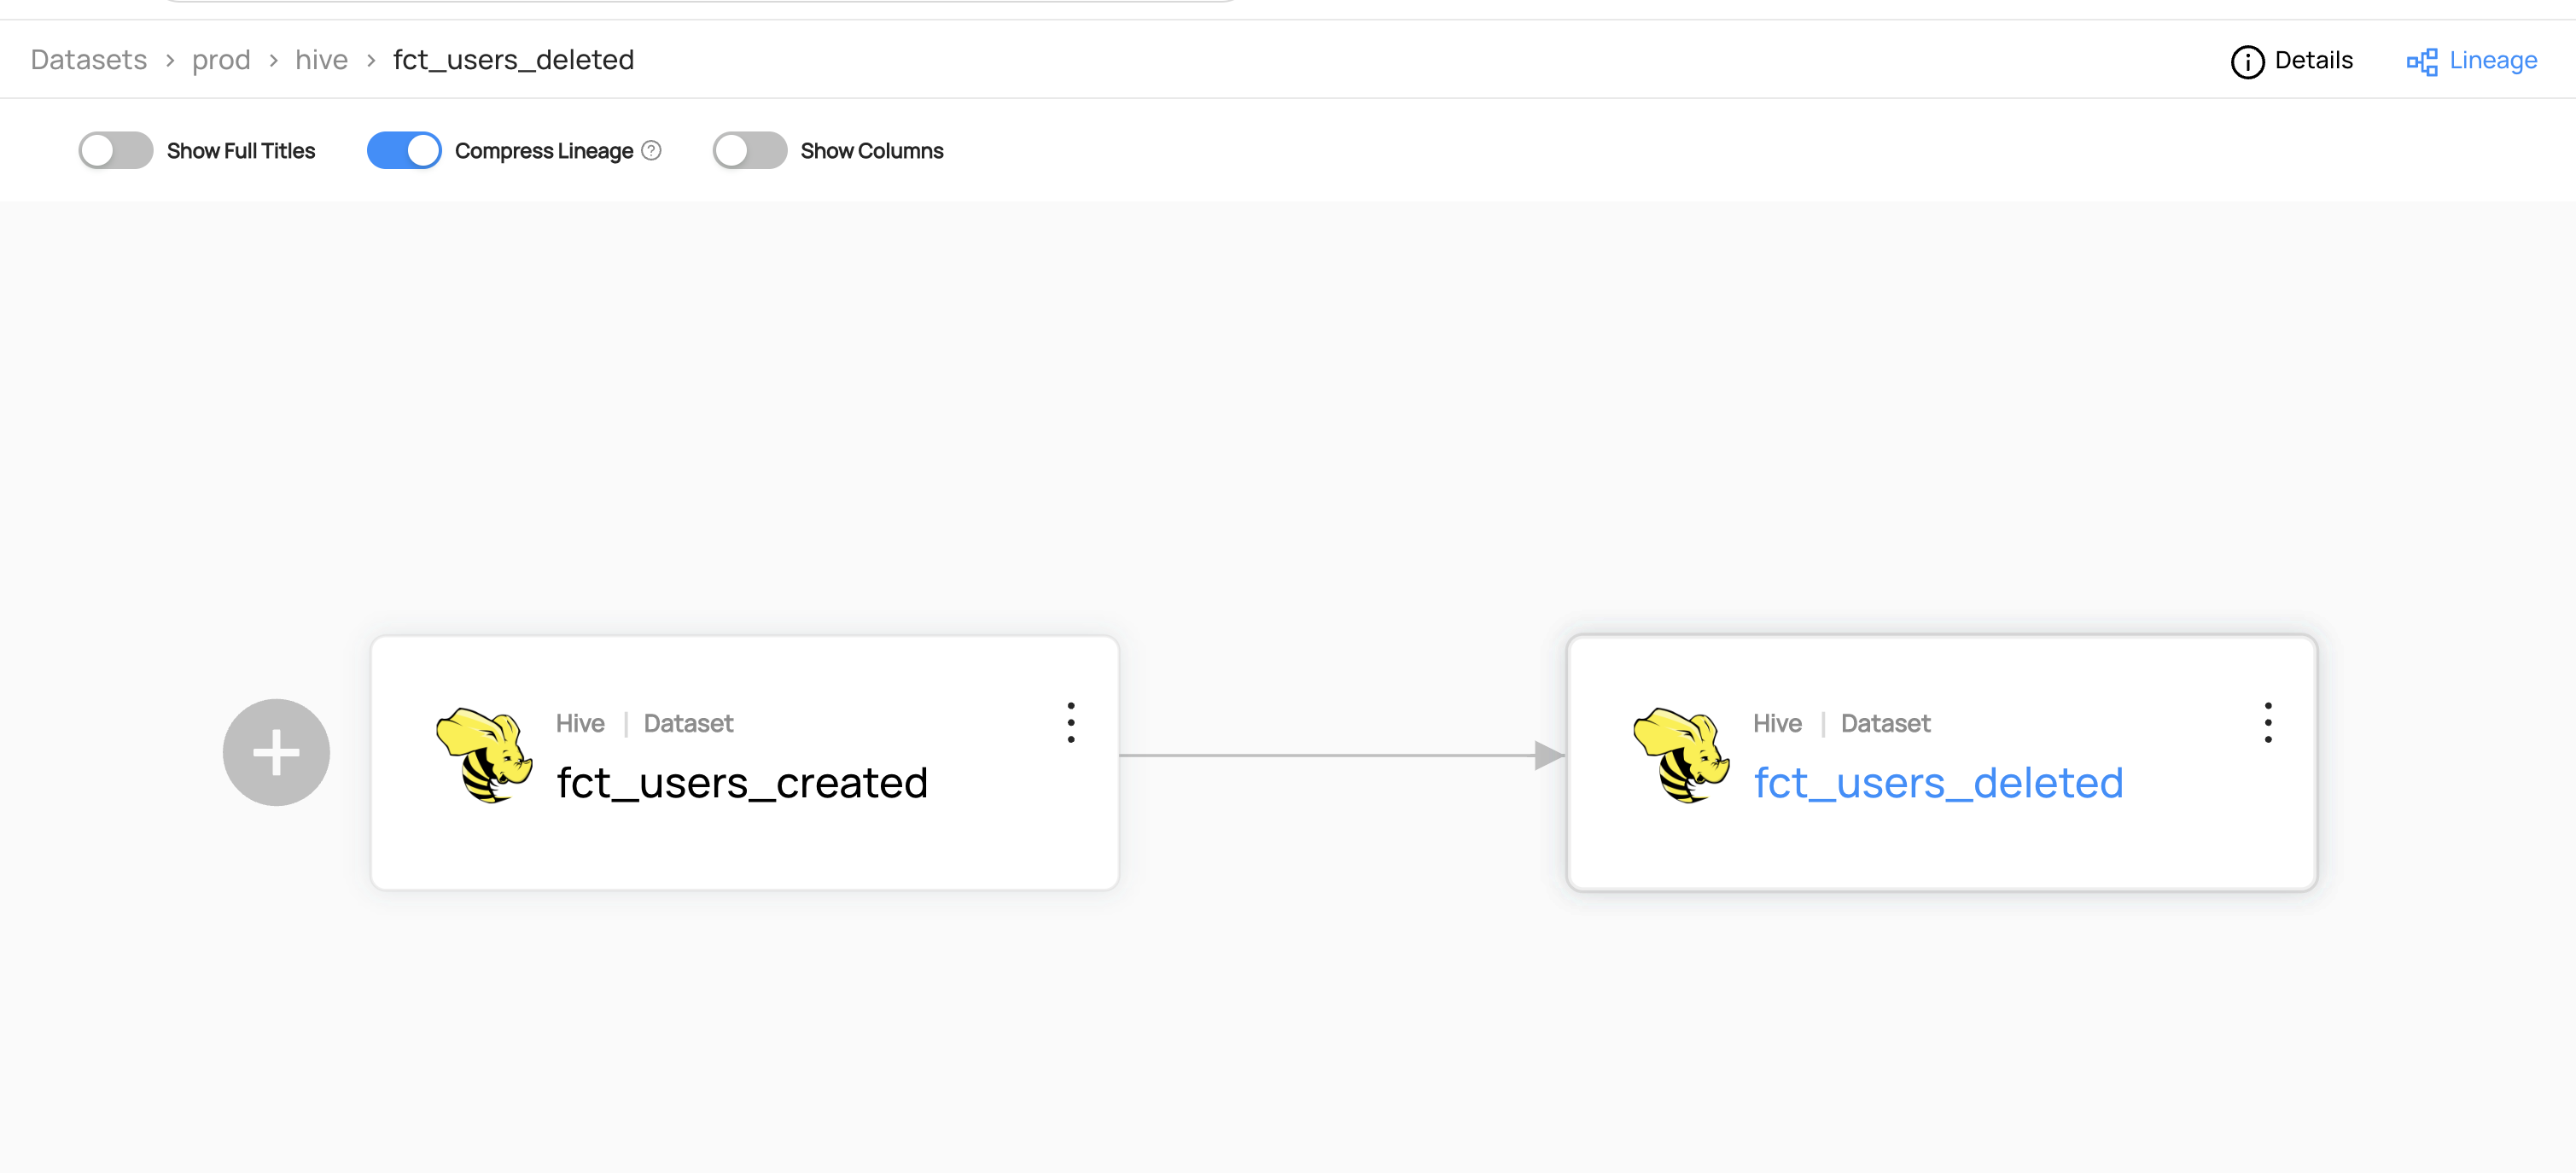 Datasets > prod > hive > fct_users_deleted
Details
Lineage
Show Full Titles
Compress Lineage
Show Columns
Hive | Dataset
fct_users_created
Hive | Dataset
fct_users_deleted